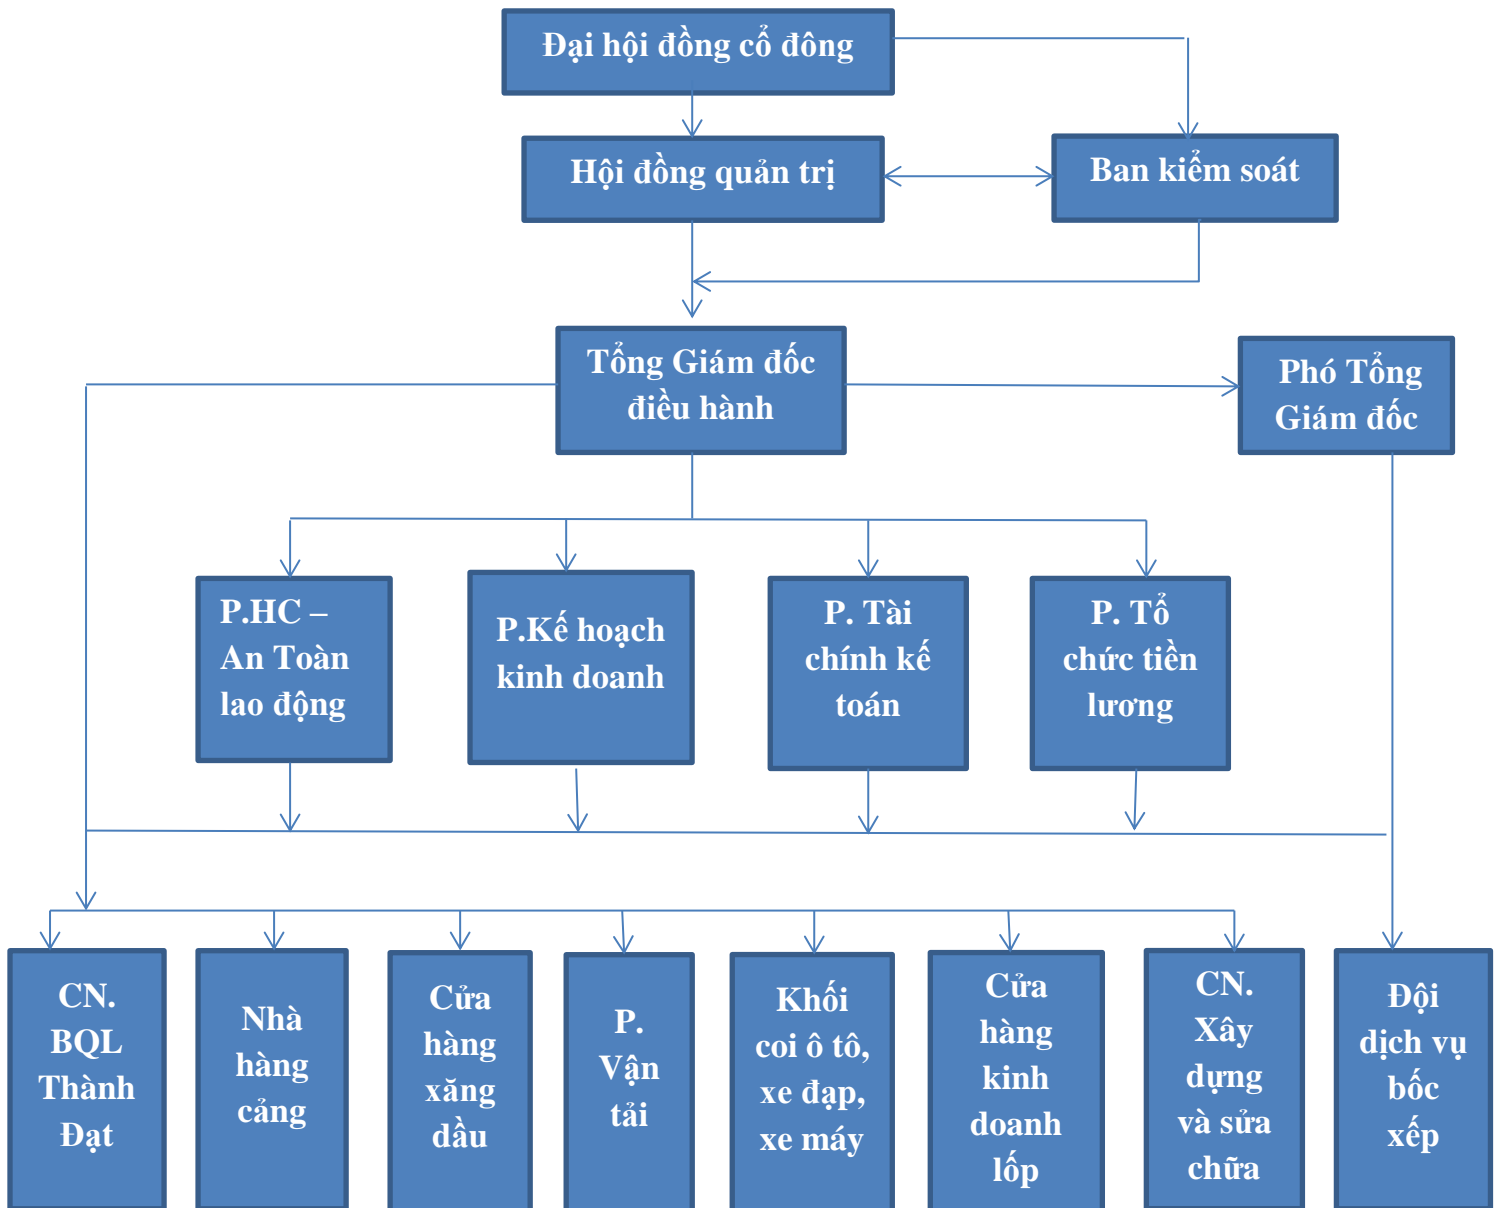 Đại hội đồng cổ đông
Hội đồng quản trị
Ban kiểm soát
Tổng Giám đốc
điều hành
Phó Tổng
Giám đốc
P.HC –
An Toàn
lao động
P.Kế hoạch
kinh doanh
P. Tài
chính kế
toán
P. Tổ
chức tiền
lương
CN.
BQL
Thành
Đạt
Nhà
hàng
cảng
Cửa
hàng
xăng
dầu
P.
Vận
tải
Khối
coi ô tô,
xe đạp,
xe máy
Cửa
hàng
kinh
doanh
lốp
CN.
Xây
dựng
và sửa
chữa
Đội
dịch vụ
bốc
xếp